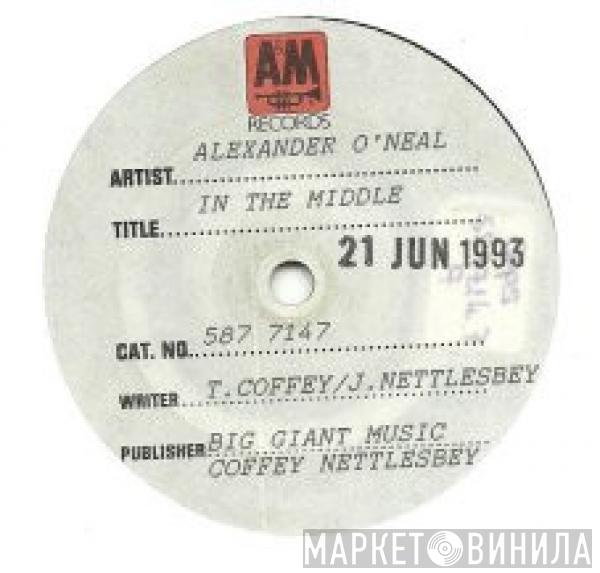 A&M
RECORDS
ALEXANDER O'NEAL
ARTIST
IN THE MIDDLE
TITLE
21 JUN 1993
587 7147
CAT. NO.
T.COFFEY/J.NETTLESBEY
WRITER
BIG GIANT MUSIC
PUBLISHER
COFFEY NETTLESBEY
МАРКЕТ ВИНИЛА